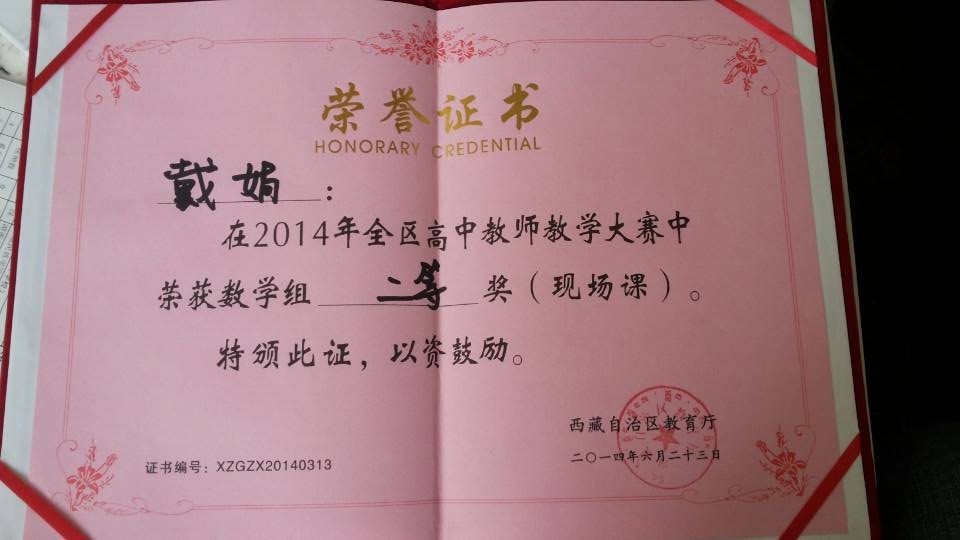 荣誉证书
HONORARY CREDENTIAL
戴娟：
在2014年全区高中教师教学大赛中
荣获数学组二等奖（现场课）。
特颁此证，以资鼓励。
西藏自治区教育厅
二〇一四年六月二十三日
证书编号：XZGZX20140313